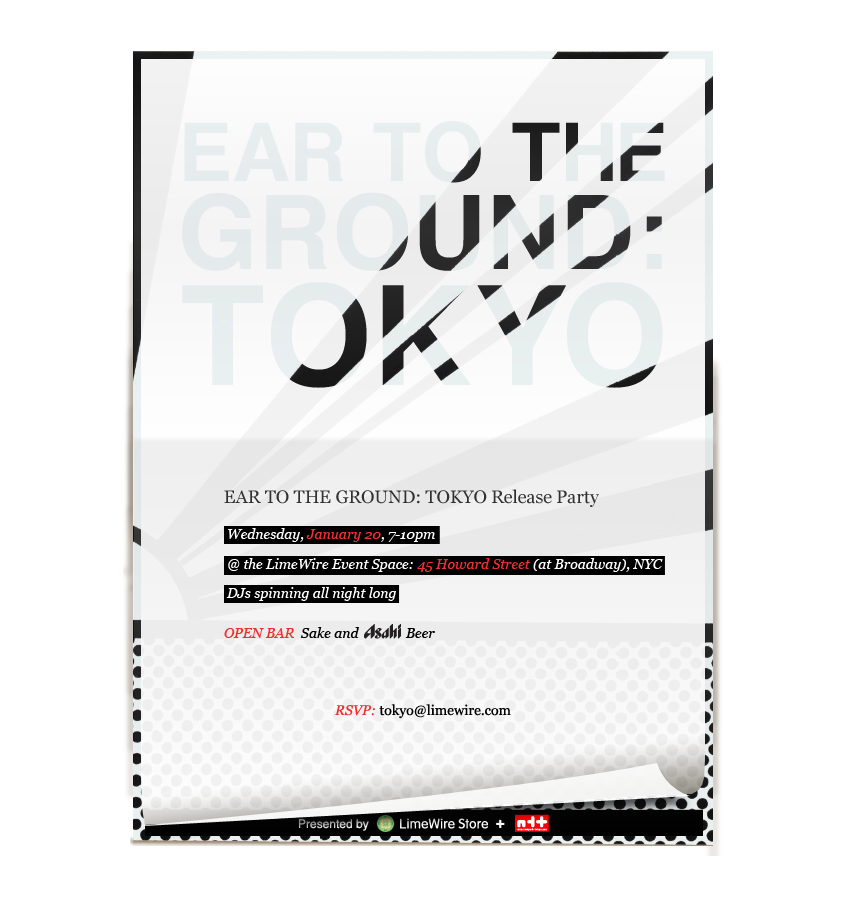 EAR TO THE
GROUND:
TOKYO
EAR TO THE GROUND: TOKYO Release Party
Wednesday, January 20, 7-10pm
@ the LimeWire Event Space: 45 Howard Street (at Broadway), NYC
DJs spinning all night long
OPEN BAR Sake and Asahi Beer
RSVP: tokyo@limewire.com
Presented by LimeWire Store +